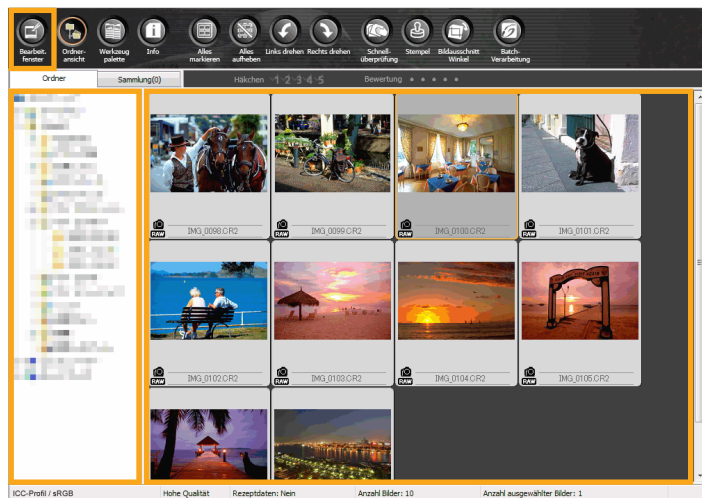 Bearbeit.
fenster
Ordner-
ansicht
Werkzeug
palette
Info
Alles
markieren
Alles
aufheben
Links drehen
Rechts drehen
Schnell-
überprüfung
Stempel
Bildausschnitt
Winkel
Batch-
Verarbeitung
Ordner
Sammlung(0)
Häkchen 1 2 3 4 5
Bewertung
RAW IMG_0098.CR2
RAW IMG_0099.CR2
RAW IMG_0100.CR2
RAW IMG_0101.CR2
RAW IMG_0102.CR2
RAW IMG_0103.CR2
RAW IMG_0104.CR2
RAW IMG_0105.CR2
ICC-Profil / sRGB
Hohe Qualität
Rezeptdaten: Nein
Anzahl Bilder: 10
Anzahl ausgewählter Bilder: 1